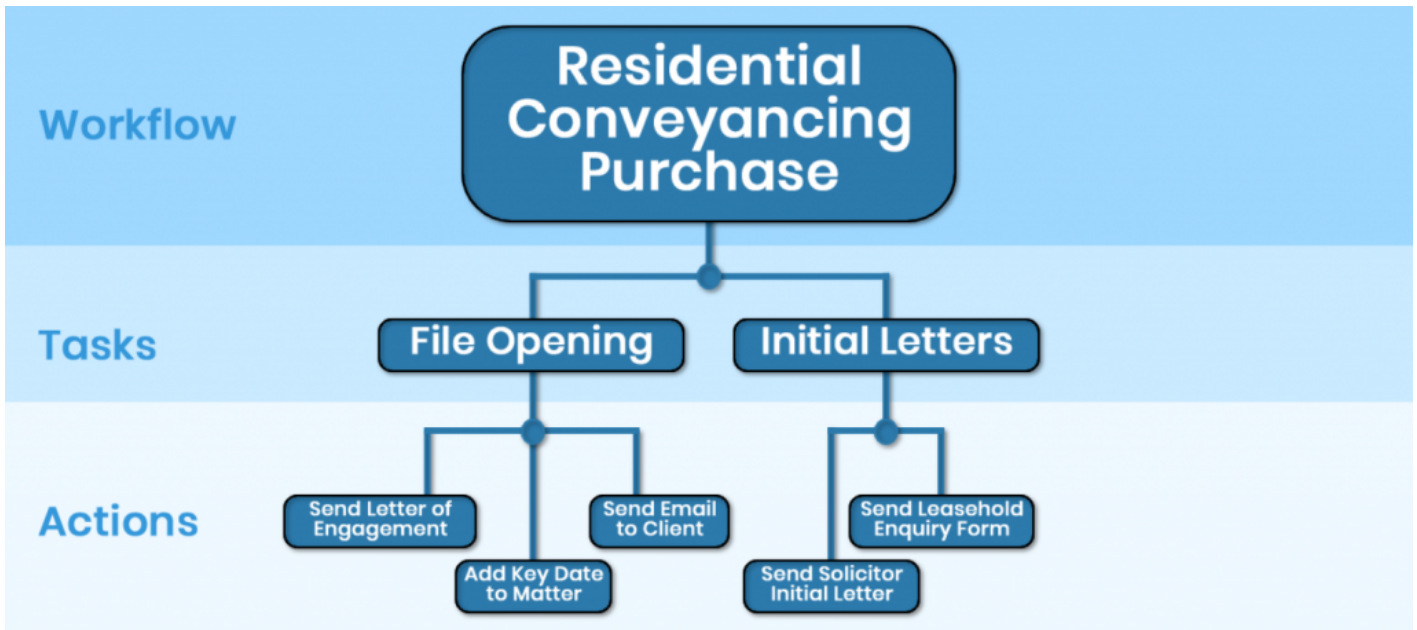 Workflow
Residential
Conveyancing
Purchase
Tasks
File Opening
Initial Letters
Actions
Send Letter of
Engagement
Add Key Date
to Matter
Send Email
to Client
Send Solicitor
Initial Letter
Send Leasehold
Enquiry Form